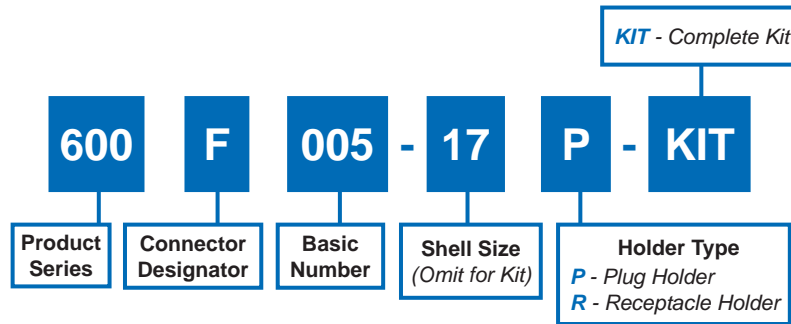 KIT - Complete Kit
600 F 005 - 17 P - KIT
Product Series
Connector Designator
Basic Number
Shell Size
(Omit for Kit)
Holder Type
P - Plug Holder
R - Receptacle Holder